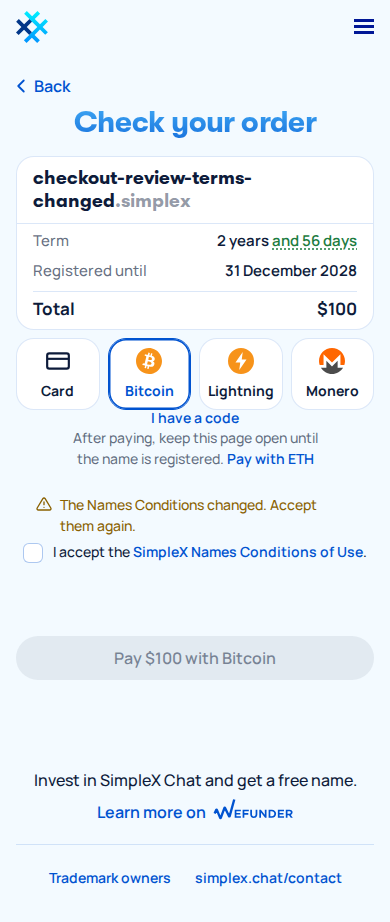 Back
Check your order
checkout-review-terms-
changed.simplex
Term 2 years and 56 days
Registered until 31 December 2028
Total $100
Card Bitcoin Lightning Monero
I have a code
After paying, keep this page open until
the name is registered. Pay with ETH
The Names Conditions changed. Accept
them again.
I accept the SimpleX Names Conditions of Use.
Pay $100 with Bitcoin
Invest in SimpleX Chat and get a free name.
Learn more on WEFUNDER
Trademark owners simplex.chat/contact